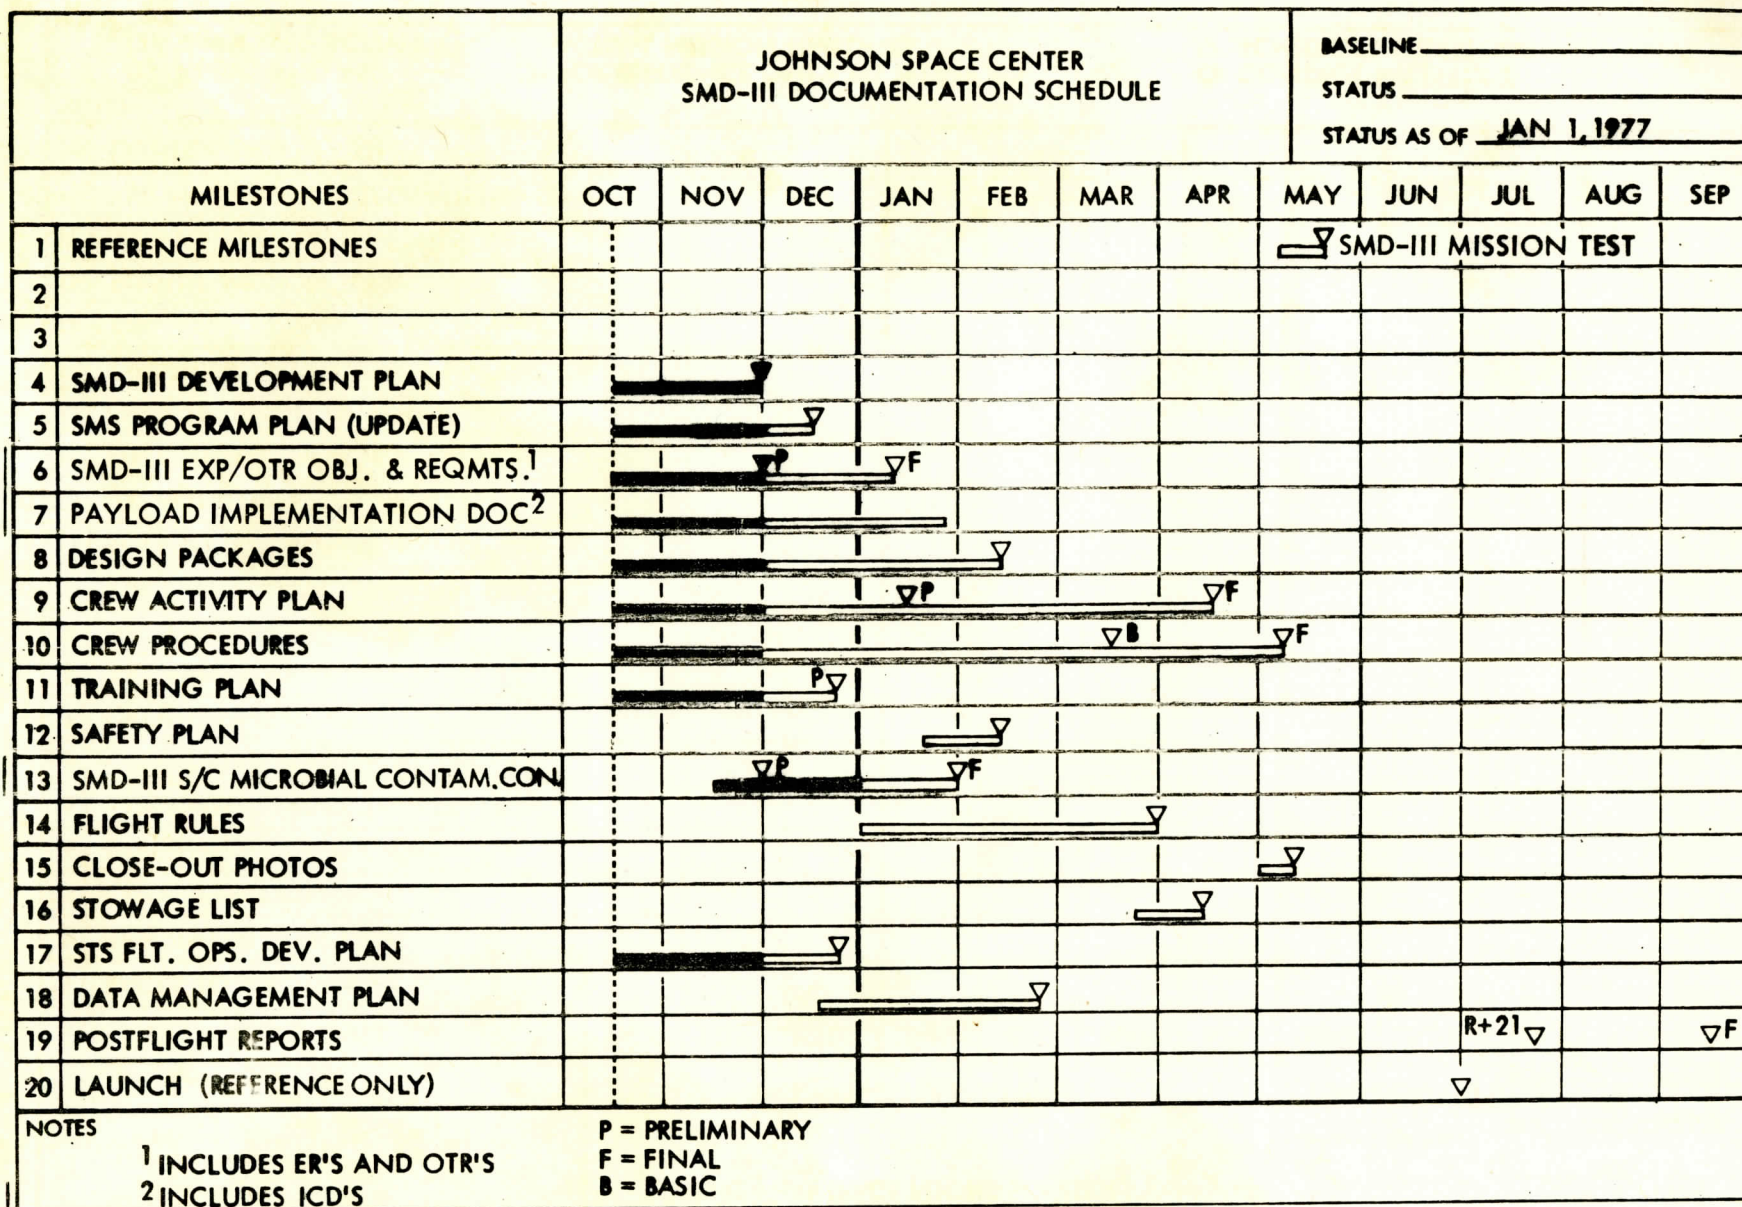 JOHNSON SPACE CENTER
SMD-III DOCUMENTATION SCHEDULE
BASELINE
STATUS
STATUS AS OF JAN 1, 1977
MILESTONES OCT NOV DEC JAN FEB MAR APR MAY JUN JUL AUG SEP
1 REFERENCE MILESTONES SMD-III MISSION TEST
2
3
4 SMD-III DEVELOPMENT PLAN
5 SMS PROGRAM PLAN (UPDATE)
6 SMD-III EXP/OTR OBJ. & REQMTS.1 P F
7 PAYLOAD IMPLEMENTATION DOC2
8 DESIGN PACKAGES
9 CREW ACTIVITY PLAN P F
10 CREW PROCEDURES B F
11 TRAINING PLAN P
12 SAFETY PLAN
13 SMD-III S/C MICROBIAL CONTAM.CON. P F
14 FLIGHT RULES
15 CLOSE-OUT PHOTOS
16 STOWAGE LIST
17 STS FLT. OPS. DEV. PLAN
18 DATA MANAGEMENT PLAN
19 POSTFLIGHT REPORTS R+21 F
20 LAUNCH (REFERENCE ONLY)
NOTES
1 INCLUDES ER'S AND OTR'S
2 INCLUDES ICD'S
P = PRELIMINARY
F = FINAL
B = BASIC